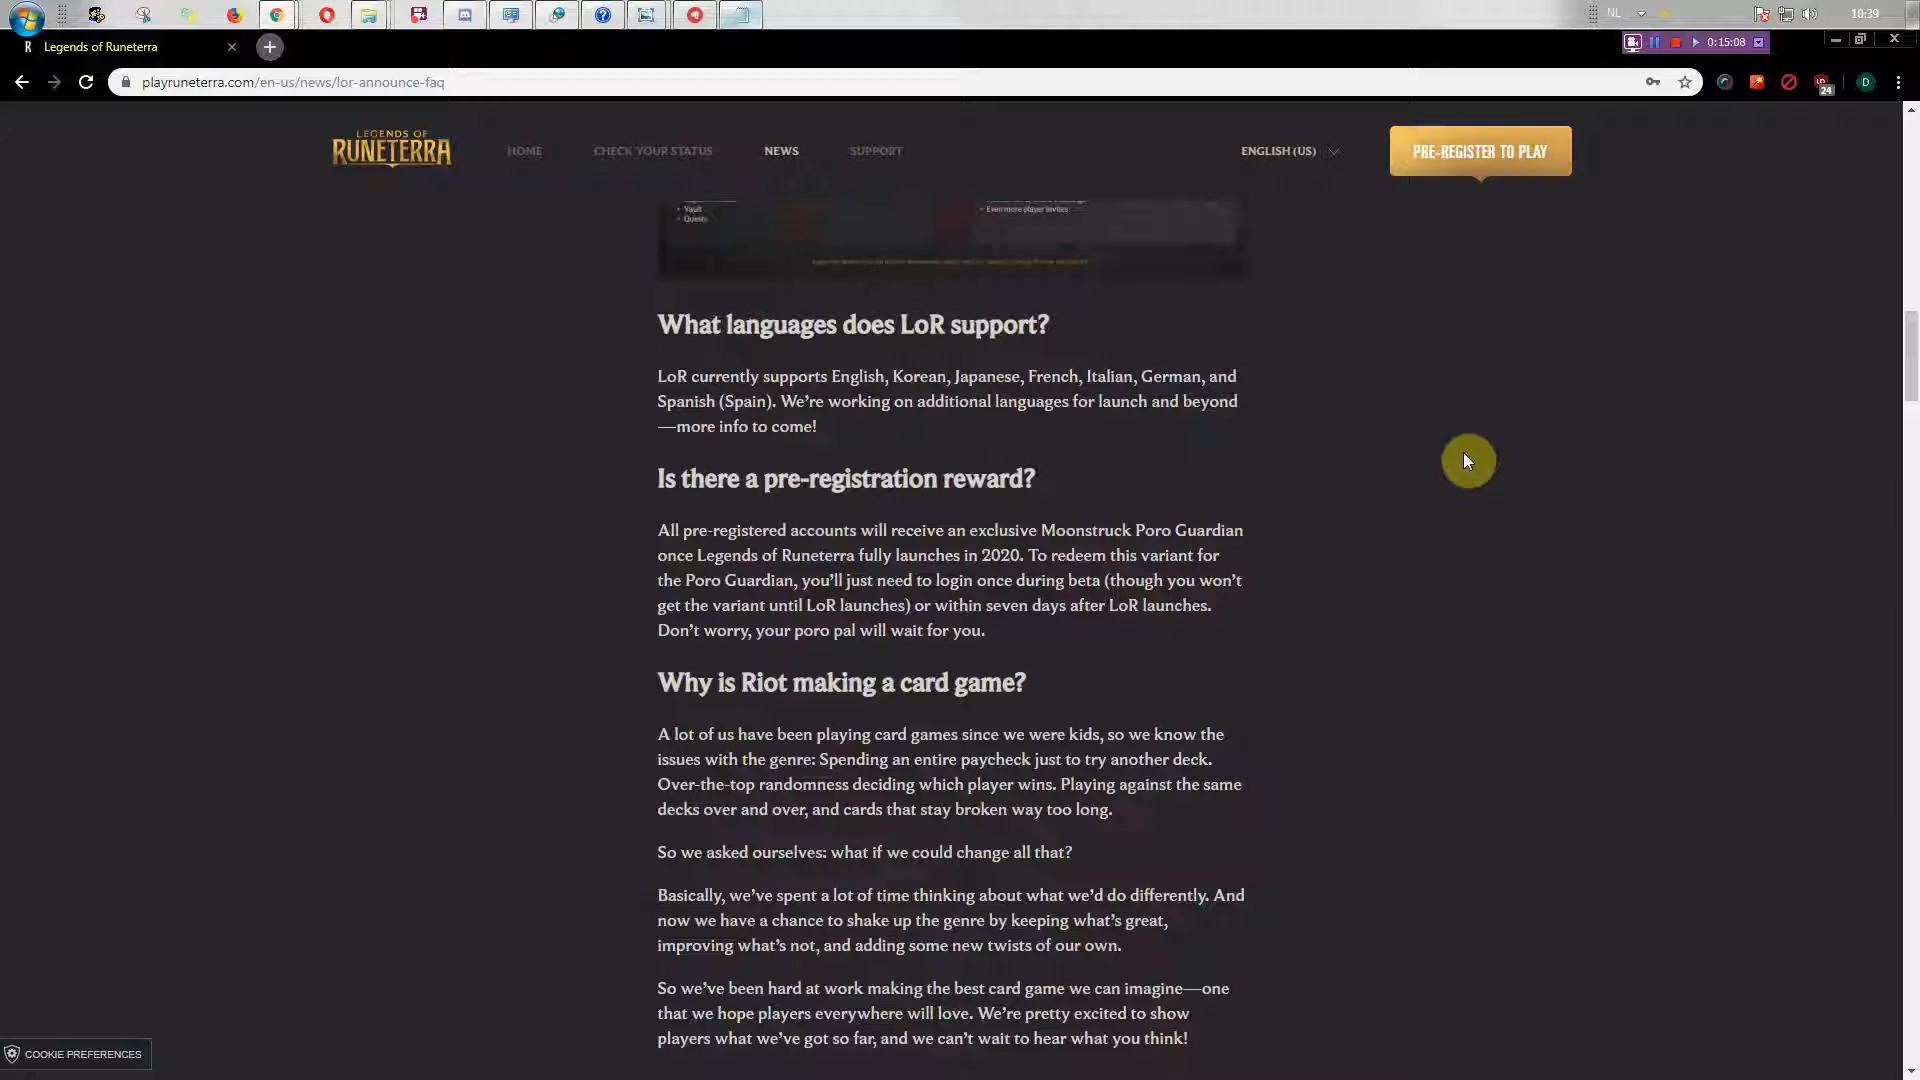 NL
10:39
R Legends of Runeterra
0:15:08
playruneterra.com/en-us/news/lor-announce-faq
24
D
LEGENDS OF
RUNETERRA
HOME
CHECK YOUR STATUS
NEWS
SUPPORT
ENGLISH (US)
PRE-REGISTER TO PLAY
• Vault
• Quests
• Even more player invites
What languages does LoR support?
LoR currently supports English, Korean, Japanese, French, Italian, German, and
Spanish (Spain). We're working on additional languages for launch and beyond
—more info to come!
Is there a pre-registration reward?
All pre-registered accounts will receive an exclusive Moonstruck Poro Guardian
once Legends of Runeterra fully launches in 2020. To redeem this variant for
the Poro Guardian, you'll just need to login once during beta (though you won't
get the variant until LoR launches) or within seven days after LoR launches.
Don't worry, your poro pal will wait for you.
Why is Riot making a card game?
A lot of us have been playing card games since we were kids, so we know the
issues with the genre: Spending an entire paycheck just to try another deck.
Over-the-top randomness deciding which player wins. Playing against the same
decks over and over, and cards that stay broken way too long.
So we asked ourselves: what if we could change all that?
Basically, we've spent a lot of time thinking about what we'd do differently. And
now we have a chance to shake up the genre by keeping what's great,
improving what's not, and adding some new twists of our own.
So we've been hard at work making the best card game we can imagine—one
that we hope players everywhere will love. We're pretty excited to show
players what we've got so far, and we can't wait to hear what you think!
COOKIE PREFERENCES